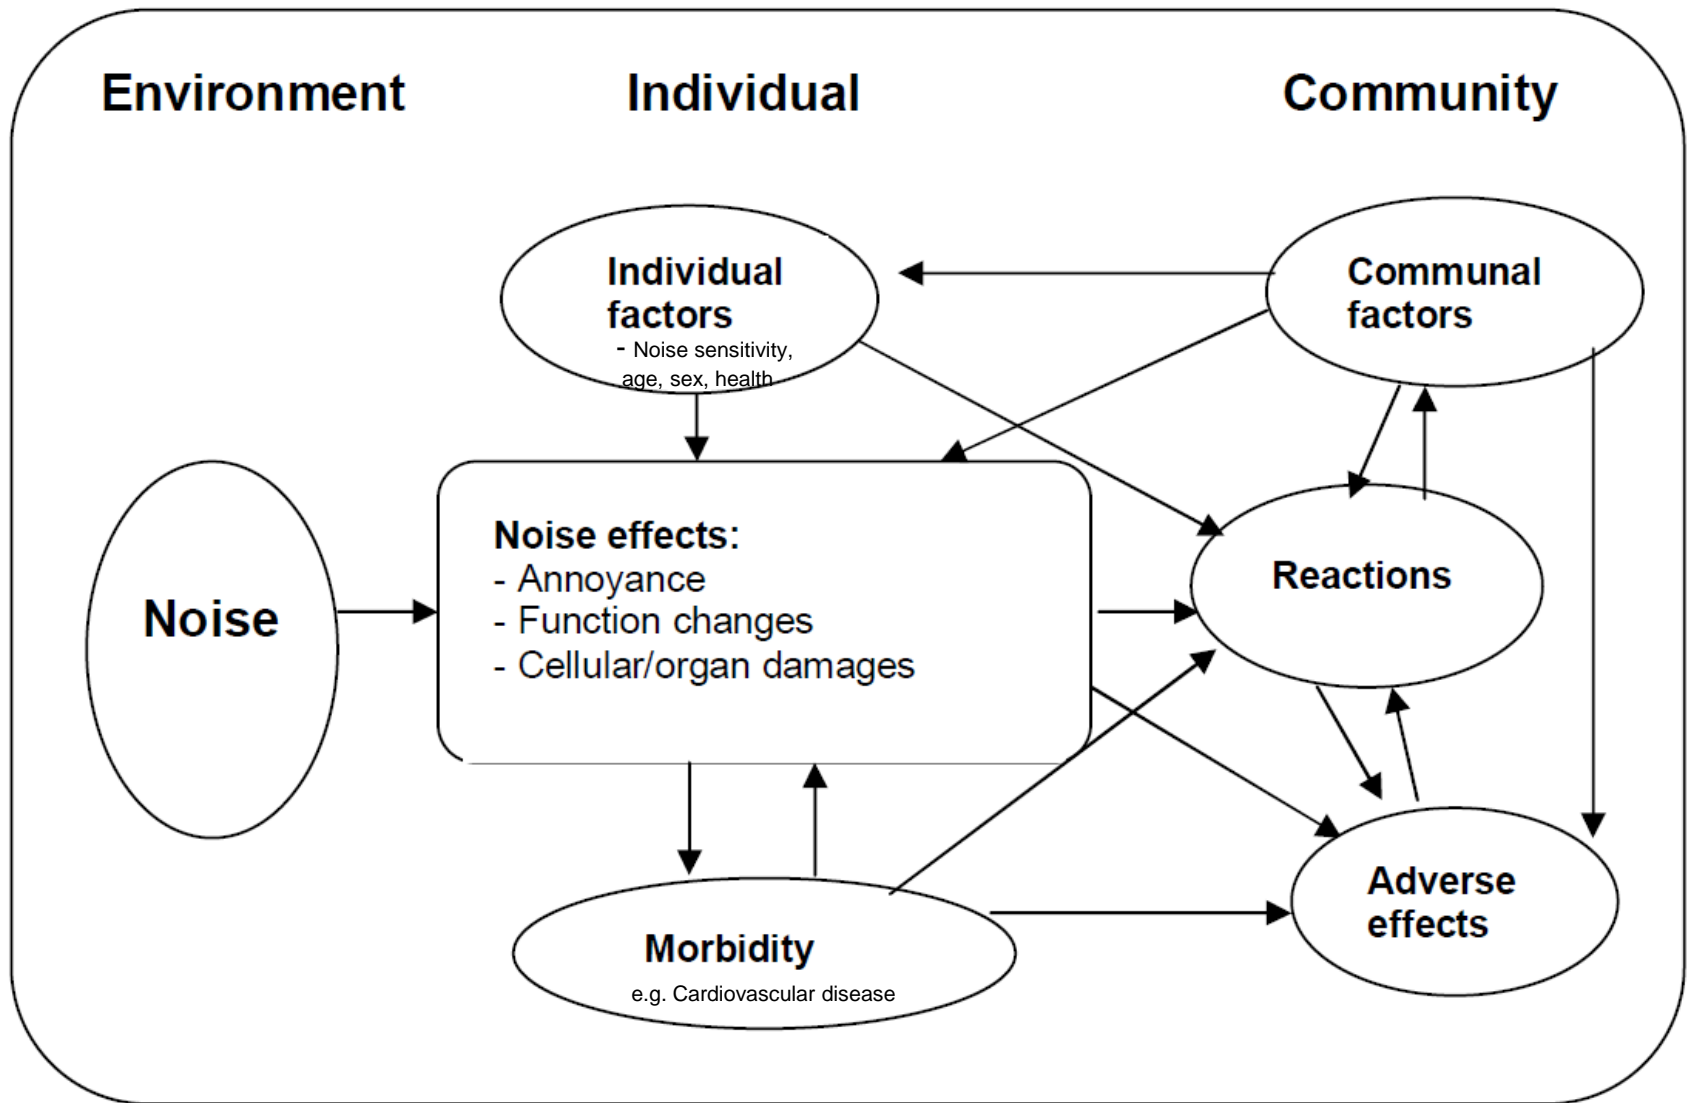 Environment
Individual
Community
Individual
factors
- Noise sensitivity,
age, sex, health
Communal
factors
Noise
Noise effects:
- Annoyance
- Function changes
- Cellular/organ damages
Reactions
Morbidity
e.g. Cardiovascular disease
Adverse
effects